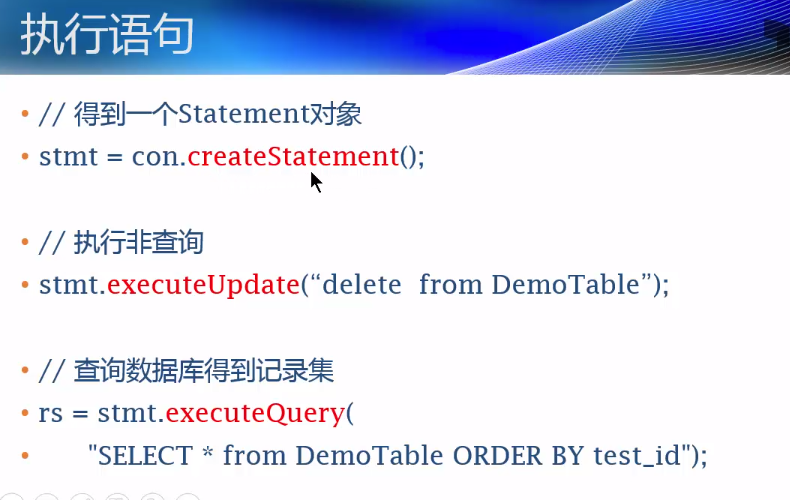 执行语句
• // 得到一个Statement对象
• stmt = con.createStatement();
• // 执行非查询
• stmt.executeUpdate(“delete  from DemoTable”);
• // 查询数据库得到记录集
• rs = stmt.executeQuery(
• "SELECT * from DemoTable ORDER BY test_id");